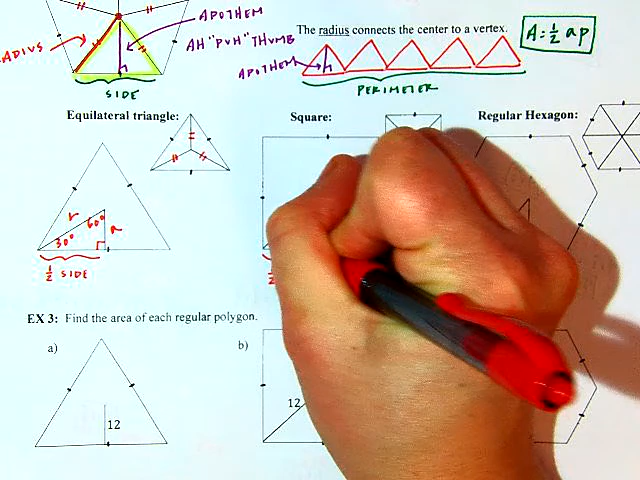 APOTHEM
AH "PUH" THUMB
RADIUS
SIDE
The radius connects the center to a vertex.
A=½ ap
APOTHEM
PERIMETER
Equilateral triangle:
Square:
Regular Hexagon:
r
60°
a
30°
½ SIDE
EX 3: Find the area of each regular polygon.
a)
b)
12
12